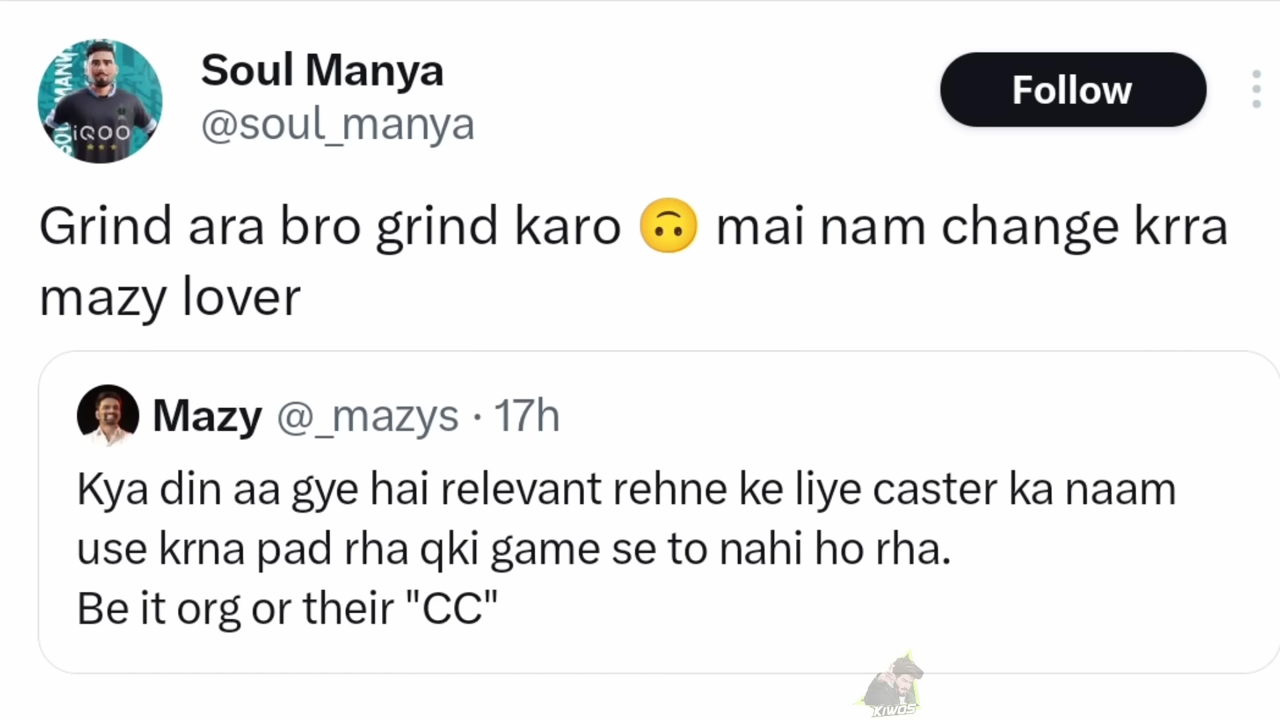 Soul Manya
@soul_manya
Follow
Grind ara bro grind karo 🙃 mai nam change krra
mazy lover
Mazy @_mazys · 17h
Kya din aa gye hai relevant rehne ke liye caster ka naam
use krna pad rha qki game se to nahi ho rha.
Be it org or their "CC"
iQOO
KIWOS